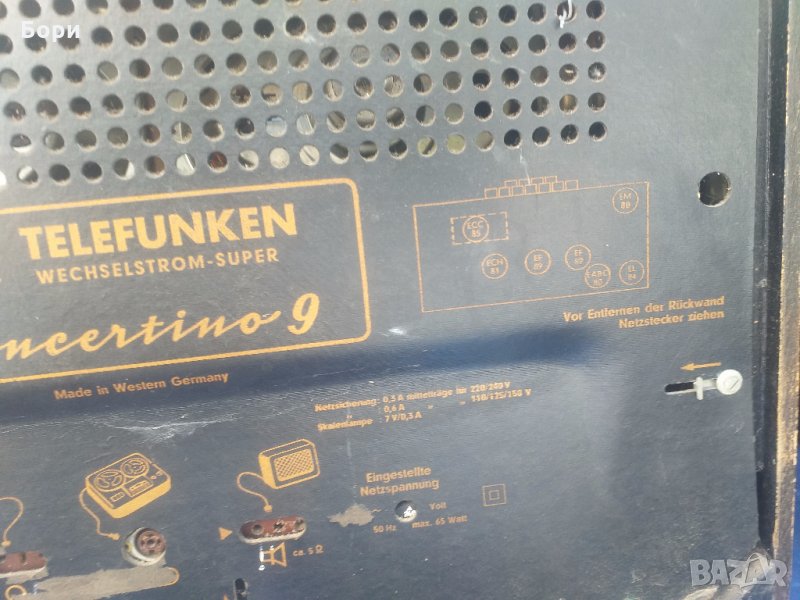 Бори
TELEFUNKEN
WECHSELSTROM-SUPER
ncertino 9
Made in Western Germany
ECC
85
EM
80
ECH
81
EF
89
EF
89
EABC
80
EL
84
Vor Entfernen der Rückwand
Netzstecker ziehen
Netzsicherung: 0,3 A mittelträge für 220/240 V
" : 0,6 A " " 110/125/150 V
Skalenlampe : 7 V/0,3 A
Eingestellte
Netzspannung
Volt
50 Hz max. 65 Watt
ca. 5 Ω
BAZAR